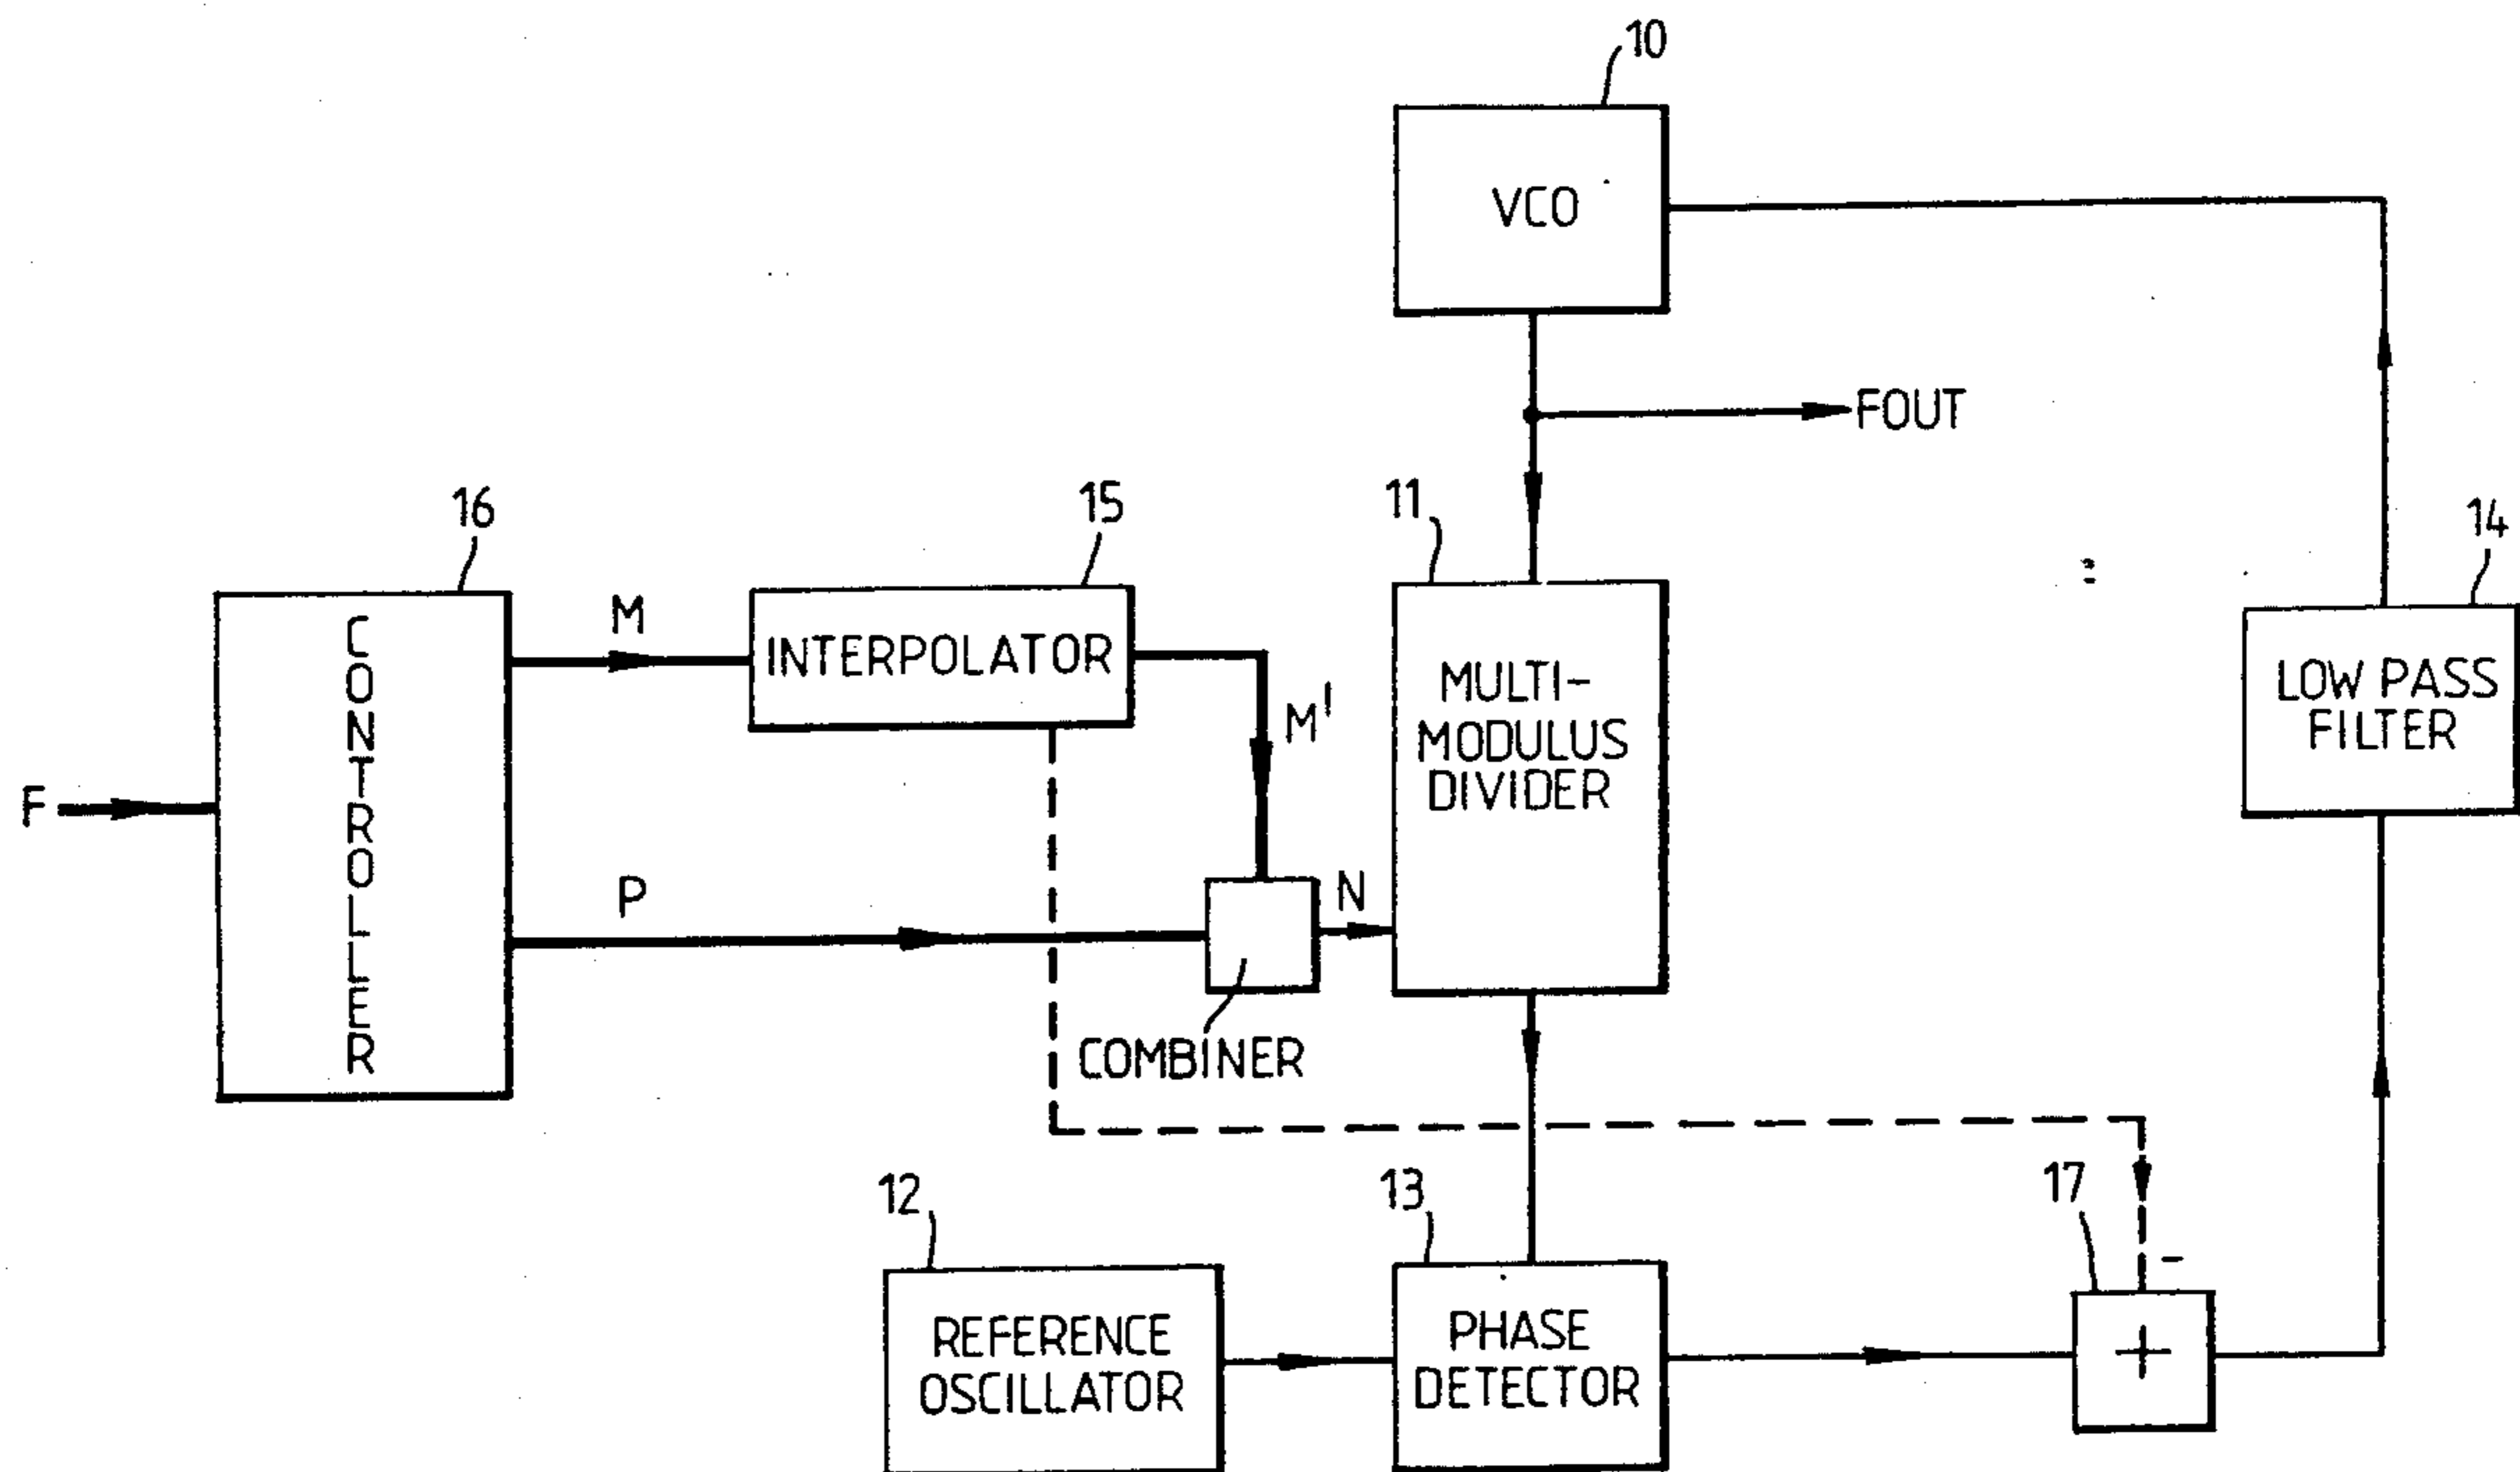 10
VCO
FOUT
16
15
11
14
M
INTERPOLATOR
M'
MULTI-
MODULUS
DIVIDER
LOW PASS
FILTER
CONTROLLER
F
P
N
COMBINER
12
13
17
-
REFERENCE
OSCILLATOR
PHASE
DETECTOR
+